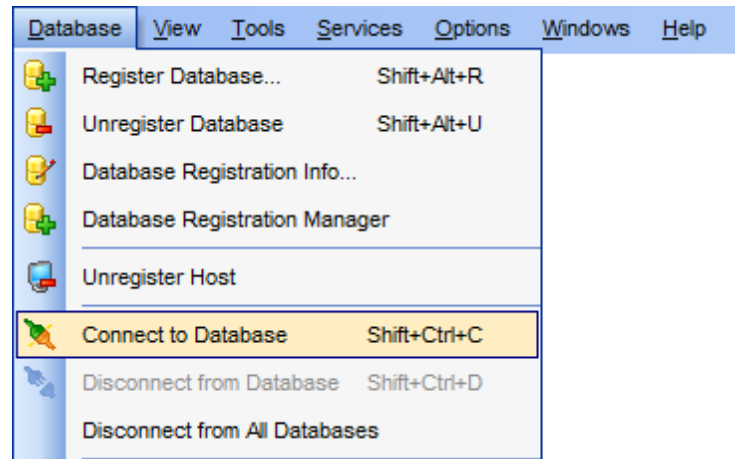 Database View Tools Services Options Windows Help
Register Database... Shift+Alt+R
Unregister Database Shift+Alt+U
Database Registration Info...
Database Registration Manager
Unregister Host
Connect to Database Shift+Ctrl+C
Disconnect from Database Shift+Ctrl+D
Disconnect from All Databases